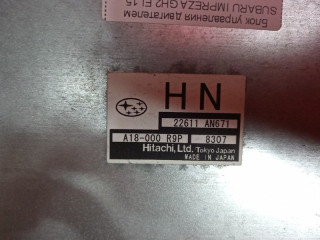 Блок управления двигателем
SUBARU IMPREZA GH2 EL15
HN
22611 AN671
A18-000 R9P 8307
Hitachi, Ltd. Tokyo Japan
MADE IN JAPAN